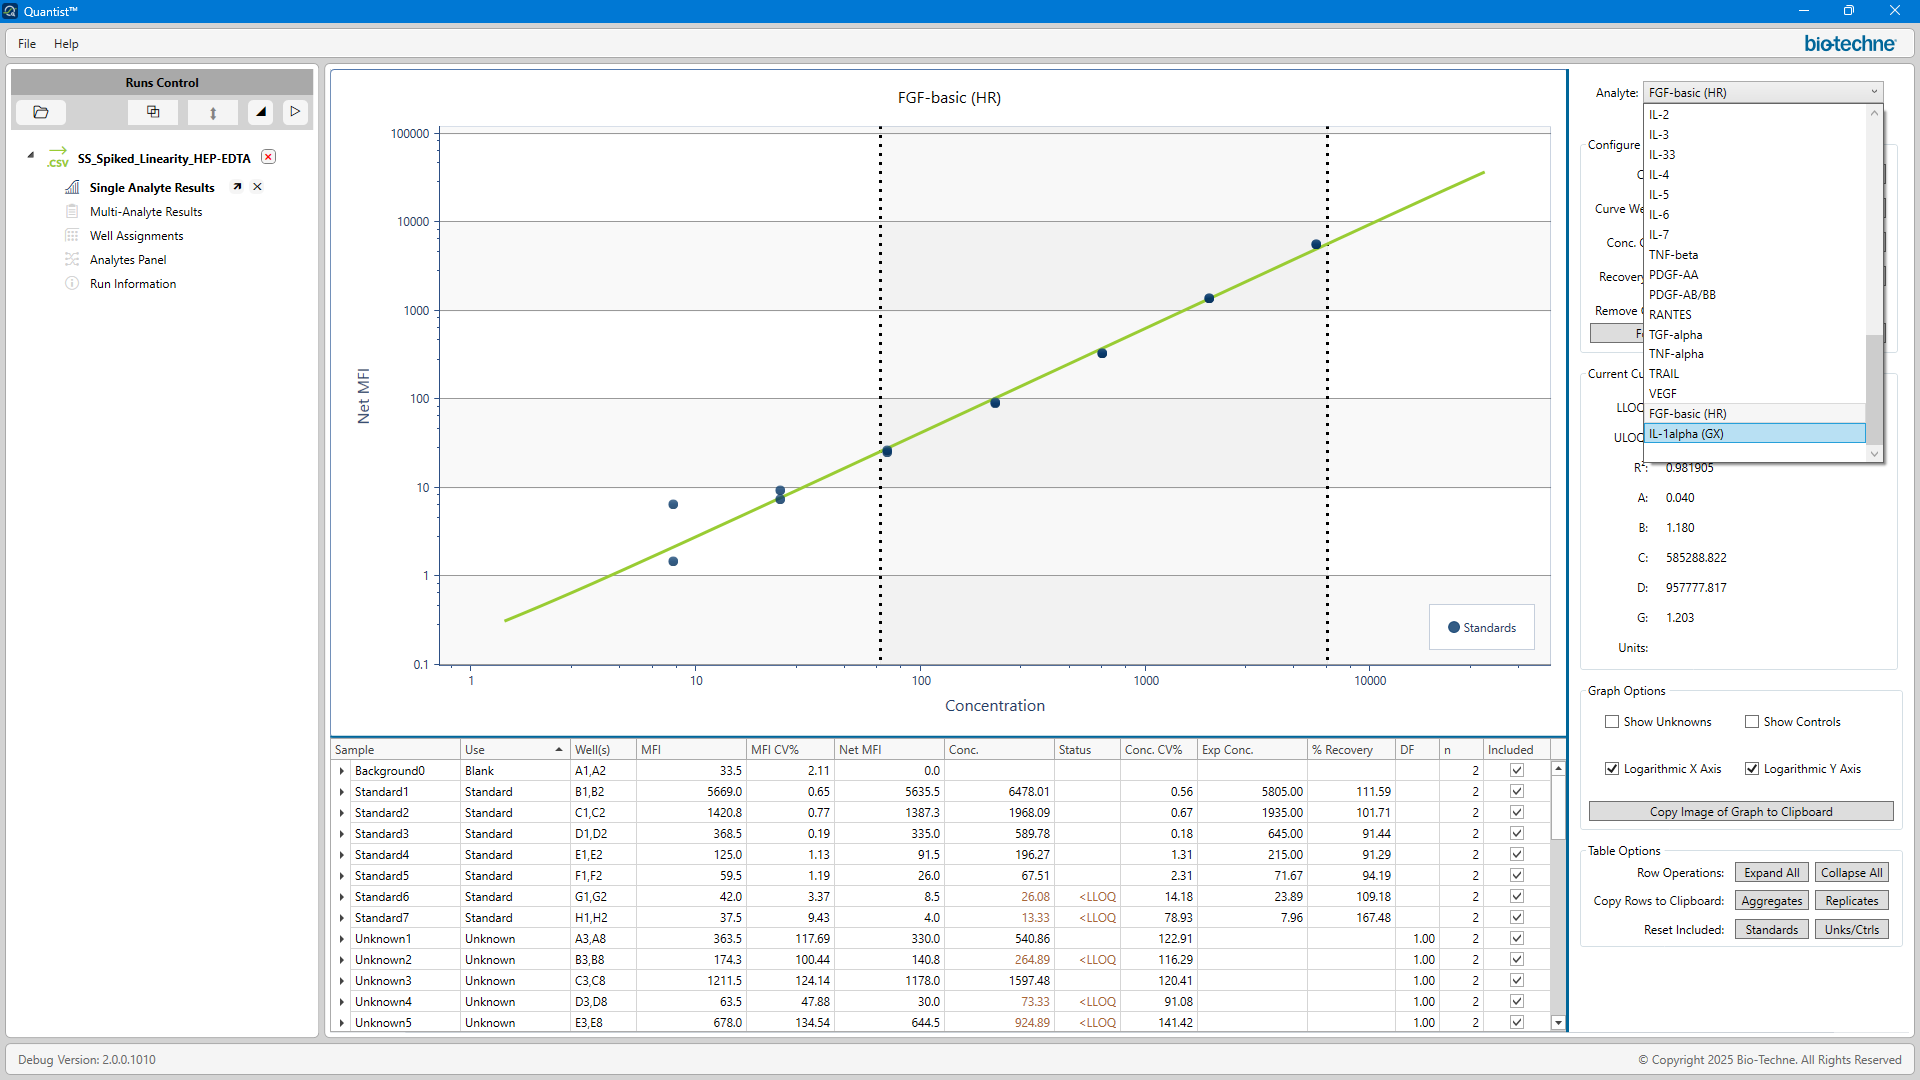 Quantist™
File Help
bio-techne
Runs Control
.csv SS_Spiked_Linearity_HEP-EDTA
Single Analyte Results
Multi-Analyte Results
Well Assignments
Analytes Panel
Run Information
FGF-basic (HR)
100000
10000
1000
100
10
1
0.1
Net MFI
1 10 100 1000 10000
Concentration
Standards
Sample Use Well(s) MFI MFI CV% Net MFI Conc. Status Conc. CV% Exp Conc. % Recovery DF n Included
Background0 Blank A1,A2 33.5 2.11 0.0 2
Standard1 Standard B1,B2 5669.0 0.65 5635.5 6478.01 0.56 5805.00 111.59 2
Standard2 Standard C1,C2 1420.8 0.77 1387.3 1968.09 0.67 1935.00 101.71 2
Standard3 Standard D1,D2 368.5 0.19 335.0 589.78 0.18 645.00 91.44 2
Standard4 Standard E1,E2 125.0 1.13 91.5 196.27 1.31 215.00 91.29 2
Standard5 Standard F1,F2 59.5 1.19 26.0 67.51 2.31 71.67 94.19 2
Standard6 Standard G1,G2 42.0 3.37 8.5 26.08 <LLOQ 14.18 23.89 109.18 2
Standard7 Standard H1,H2 37.5 9.43 4.0 13.33 <LLOQ 78.93 7.96 167.48 2
Unknown1 Unknown A3,A8 363.5 117.69 330.0 540.86 122.91 1.00 2
Unknown2 Unknown B3,B8 174.3 100.44 140.8 264.89 <LLOQ 116.29 1.00 2
Unknown3 Unknown C3,C8 1211.5 124.14 1178.0 1597.48 120.41 1.00 2
Unknown4 Unknown D3,D8 63.5 47.88 30.0 73.33 <LLOQ 91.08 1.00 2
Unknown5 Unknown E3,E8 678.0 134.54 644.5 924.89 <LLOQ 141.42 1.00 2
Analyte: FGF-basic (HR)
IL-2
IL-3
IL-33
IL-4
IL-5
IL-6
IL-7
TNF-beta
PDGF-AA
PDGF-AB/BB
RANTES
TGF-alpha
TNF-alpha
TRAIL
VEGF
FGF-basic (HR)
IL-1alpha (GX)
Configure
Curve We
Conc.
Recovery
Remove
Current Cu
LLOQ
ULOQ
R²: 0.981905
A: 0.040
B: 1.180
C: 585288.822
D: 957777.817
G: 1.203
Units:
Graph Options
Show Unknowns Show Controls
Logarithmic X Axis Logarithmic Y Axis
Copy Image of Graph to Clipboard
Table Options
Row Operations: Expand All Collapse All
Copy Rows to Clipboard: Aggregates Replicates
Reset Included: Standards Unks/Ctrls
Debug Version: 2.0.0.1010
© Copyright 2025 Bio-Techne. All Rights Reserved